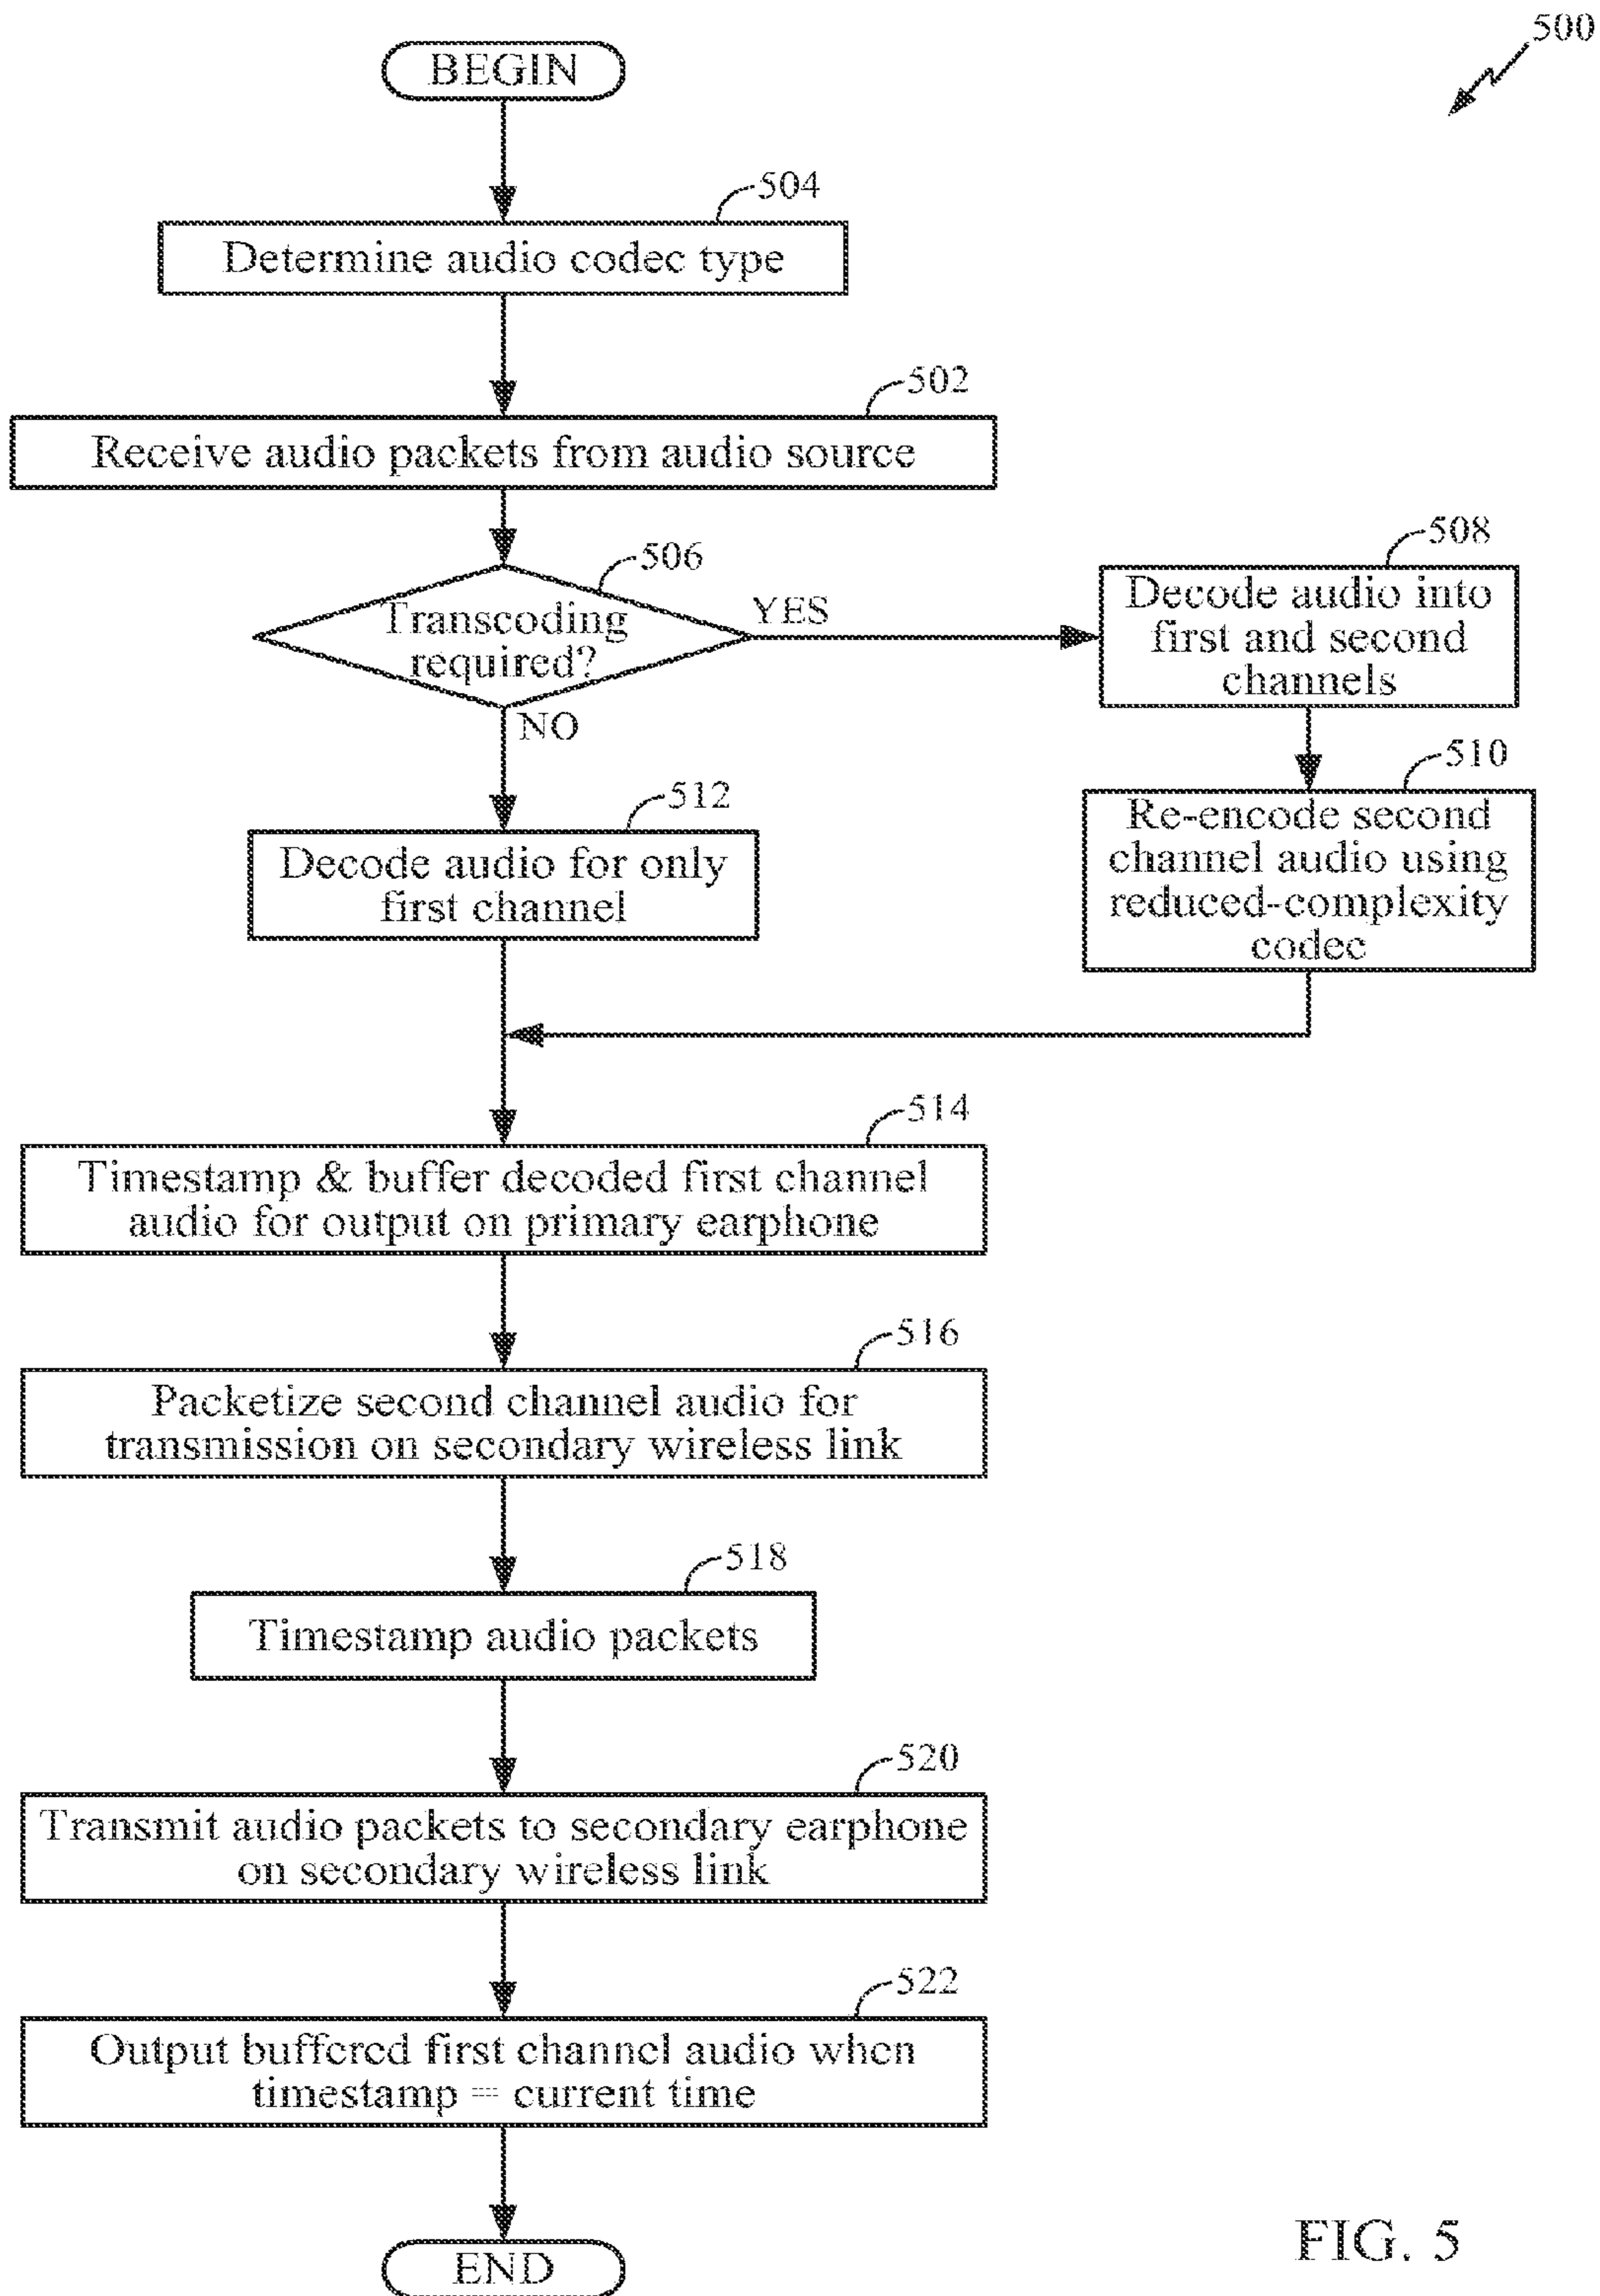 500
BEGIN
504
Determine audio codec type
502
Receive audio packets from audio source
506
Transcoding
required?
YES
NO
508
Decode audio into
first and second
channels
510
Re-encode second
channel audio using
reduced-complexity
codec
512
Decode audio for only
first channel
514
Timestamp & buffer decoded first channel
audio for output on primary earphone
516
Packetize second channel audio for
transmission on secondary wireless link
518
Timestamp audio packets
520
Transmit audio packets to secondary earphone
on secondary wireless link
522
Output buffered first channel audio when
timestamp = current time
END
FIG. 5